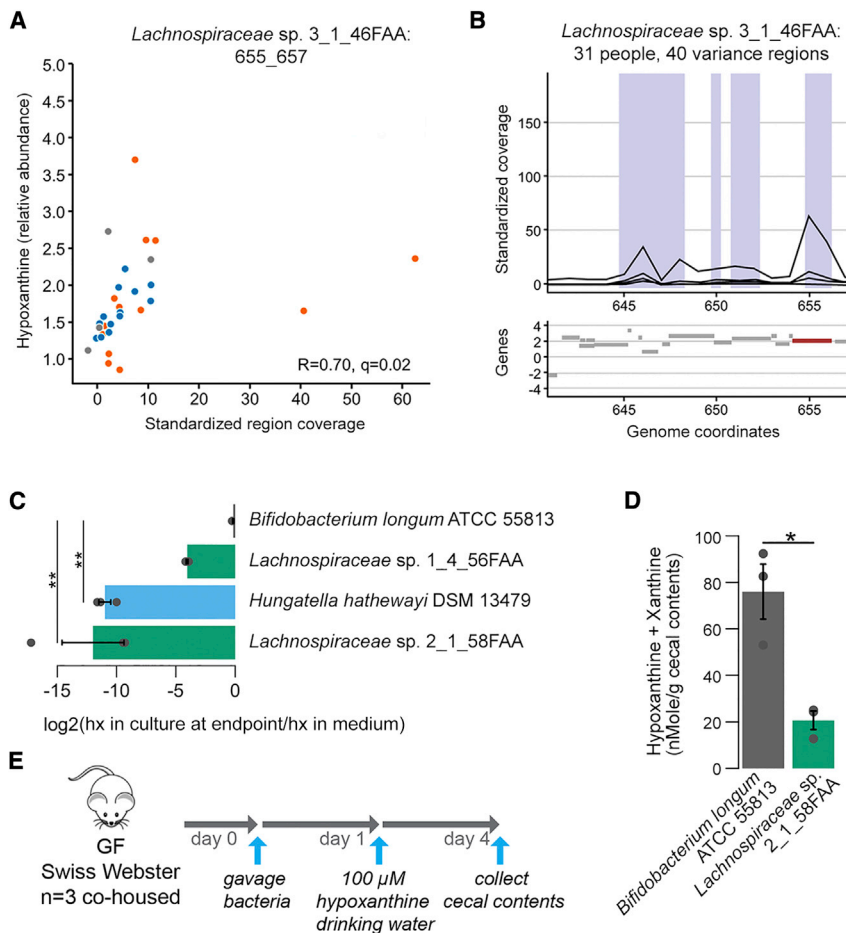 A
Lachnospiraceae sp. 3_1_46FAA:
655_657
Hypoxanthine (relative abundance)
5.0
4.5
4.0
3.5
3.0
2.5
2.0
1.5
1.0
R=0.70, q=0.02
0 10 20 30 40 50 60
Standardized region coverage
B
Lachnospiraceae sp. 3_1_46FAA:
31 people, 40 variance regions
Standardized coverage
150
100
50
0
645 650 655
Genes
4
2
0
-2
-4
645 650 655
Genome coordinates
C
**
**
Bifidobacterium longum ATCC 55813
Lachnospiraceae sp. 1_4_56FAA
Hungatella hathewayi DSM 13479
Lachnospiraceae sp. 2_1_58FAA
-15 -10 -5 0
log2(hx in culture at endpoint/hx in medium)
D
Hypoxanthine + Xanthine
(nMole/g cecal contents)
100
80
60
40
20
0
*
Bifidobacterium longum
ATCC 55813
Lachnospiraceae sp.
2_1_58FAA
E
GF
Swiss Webster
n=3 co-housed
day 0 day 1 day 4
gavage
bacteria
100 µM
hypoxanthine
drinking water
collect
cecal contents